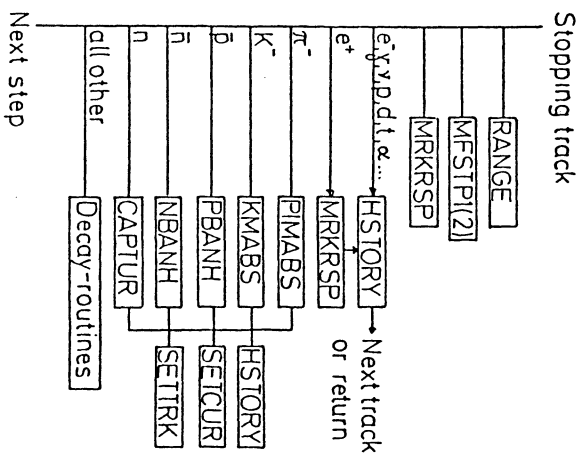 Stopping track
RANGE
MFSTP1(2)
MRKRSP
e⁻,γ,ν,p,d,t,α... HSTORY Next track
or return
e⁺ MRKRSP
π⁻ PIMABS
K⁻ KMABS HSTORY
p̄ PBANH SETCUR
n̄ NBANH SETTRK
n CAPTUR
all other Decay-routines
Next step